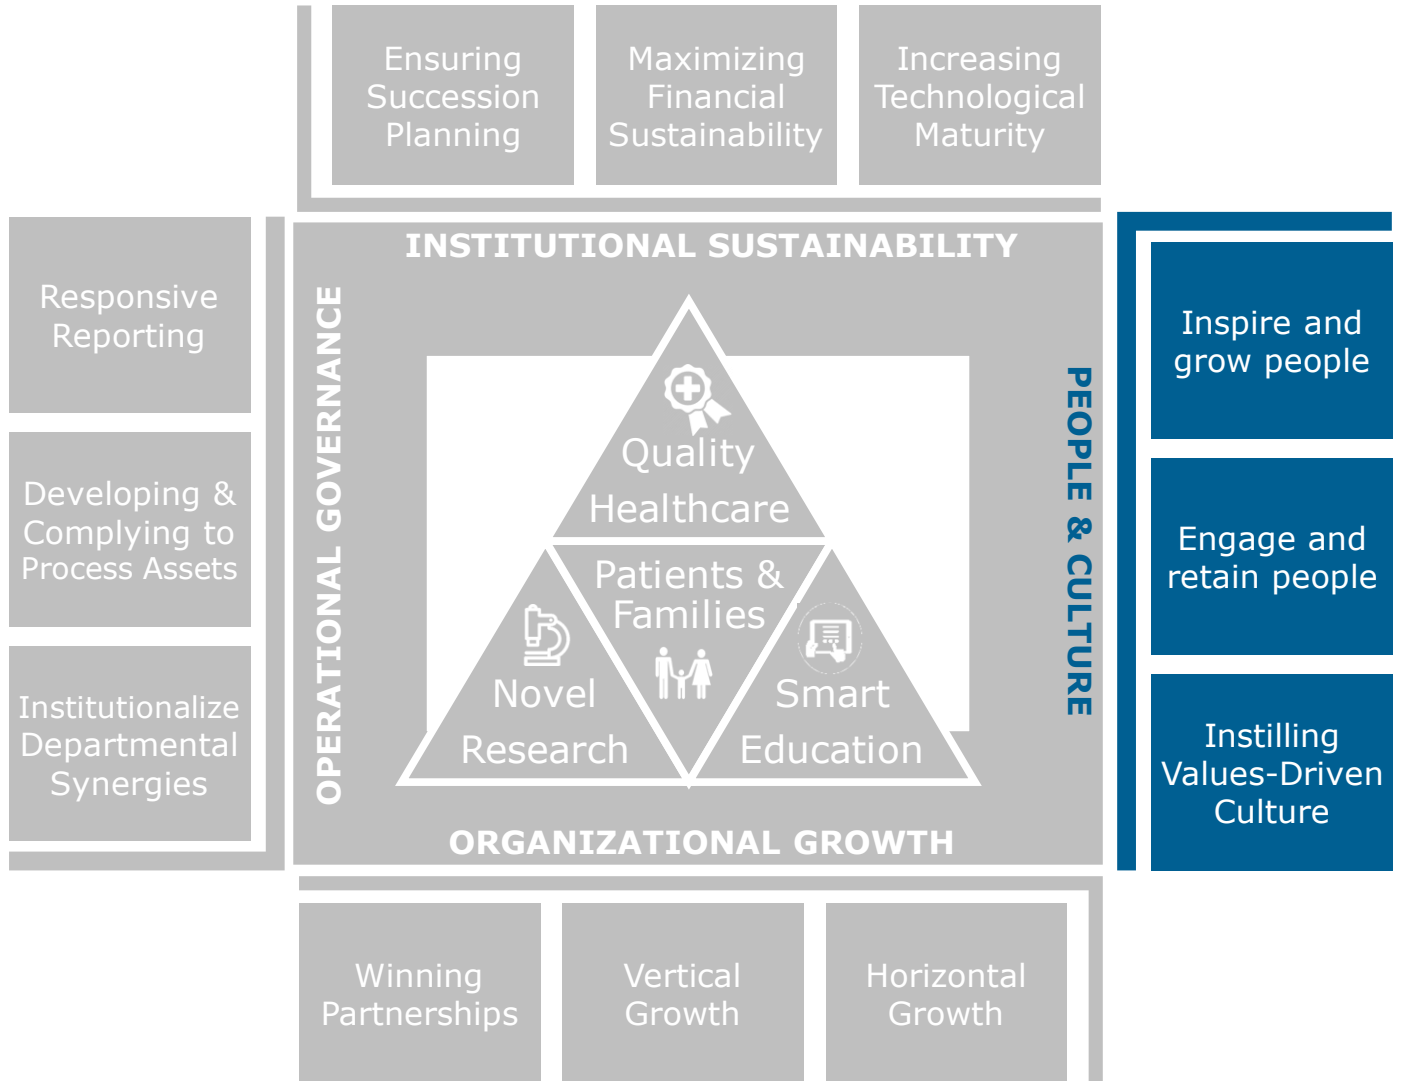 Ensuring
Succession
Planning
Maximizing
Financial
Sustainability
Increasing
Technological
Maturity
INSTITUTIONAL SUSTAINABILITY
Responsive
Reporting
Developing &
Complying to
Process Assets
Institutionalize
Departmental
Synergies
OPERATIONAL GOVERNANCE
Quality
Healthcare
Patients &
Families
Novel
Research
Smart
Education
PEOPLE & CULTURE
Inspire and
grow people
Engage and
retain people
Instilling
Values-Driven
Culture
ORGANIZATIONAL GROWTH
Winning
Partnerships
Vertical
Growth
Horizontal
Growth